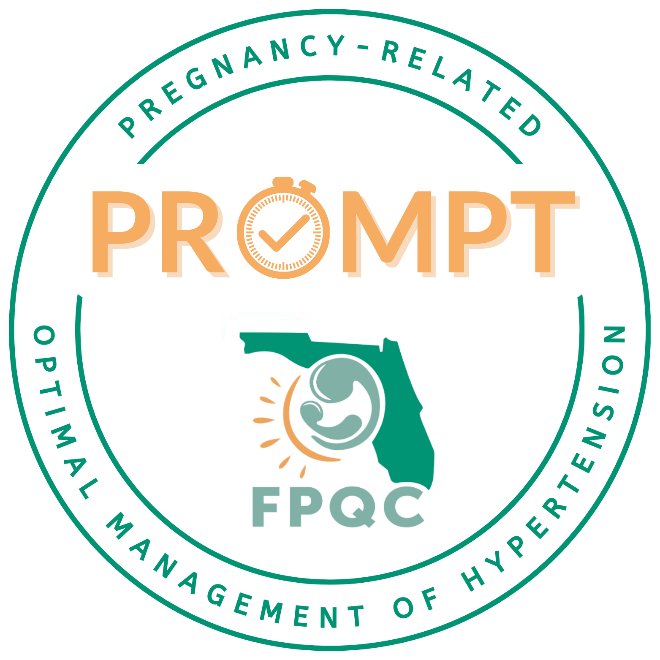 PREGNANCY-RELATED
PROMPT
FPQC
OPTIMAL MANAGEMENT OF HYPERTENSION